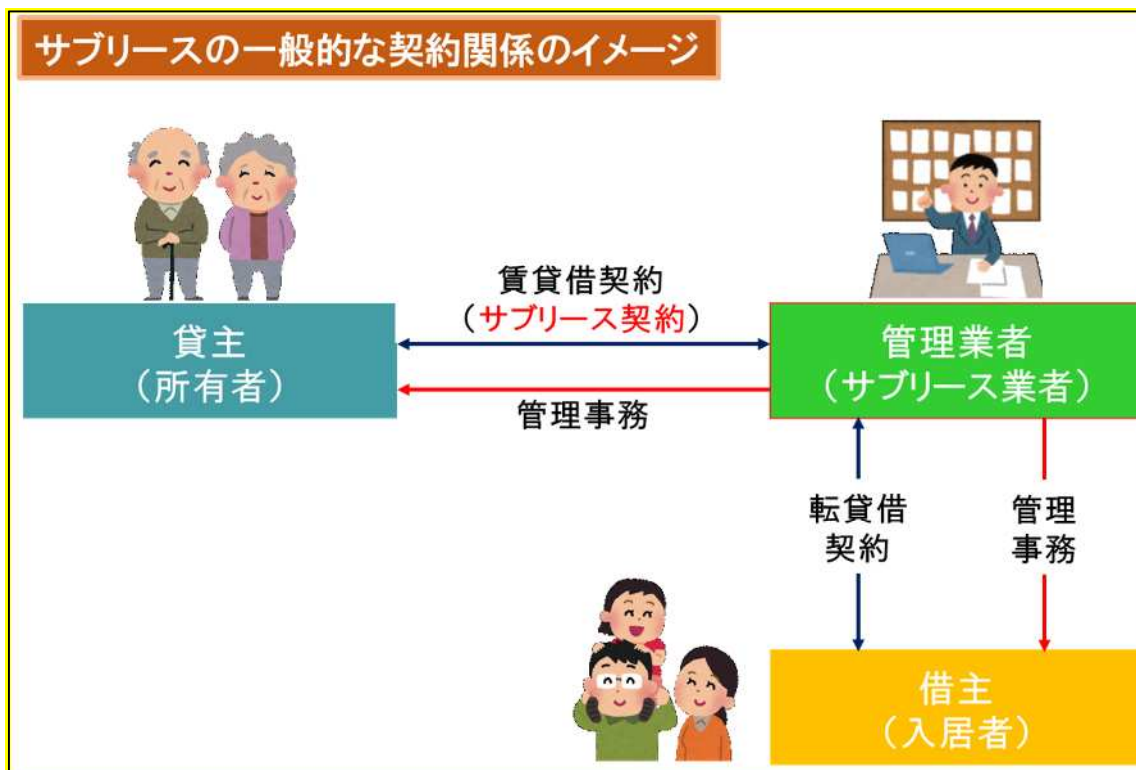 サブリースの一般的な契約関係のイメージ
賃貸借契約
（サブリース契約）
貸主
（所有者）
管理業者
（サブリース業者）
管理事務
転貸借
契約
管理
事務
借主
（入居者）